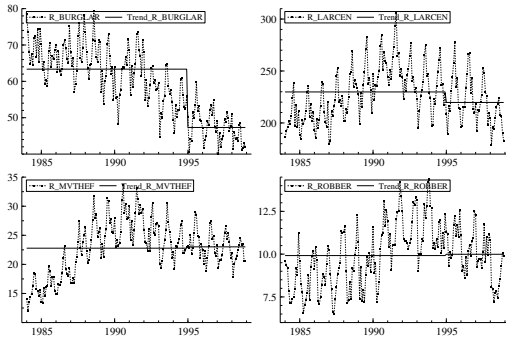 R_BURGLAR Trend_R_BURGLAR
80
70
60
50
1985 1990 1995
R_LARCEN Trend_R_LARCEN
300
250
200
1985 1990 1995
R_MVTHEF Trend_R_MVTHEF
35
30
25
20
15
1985 1990 1995
R_ROBBER Trend_R_ROBBER
12.5
10.0
7.5
1985 1990 1995